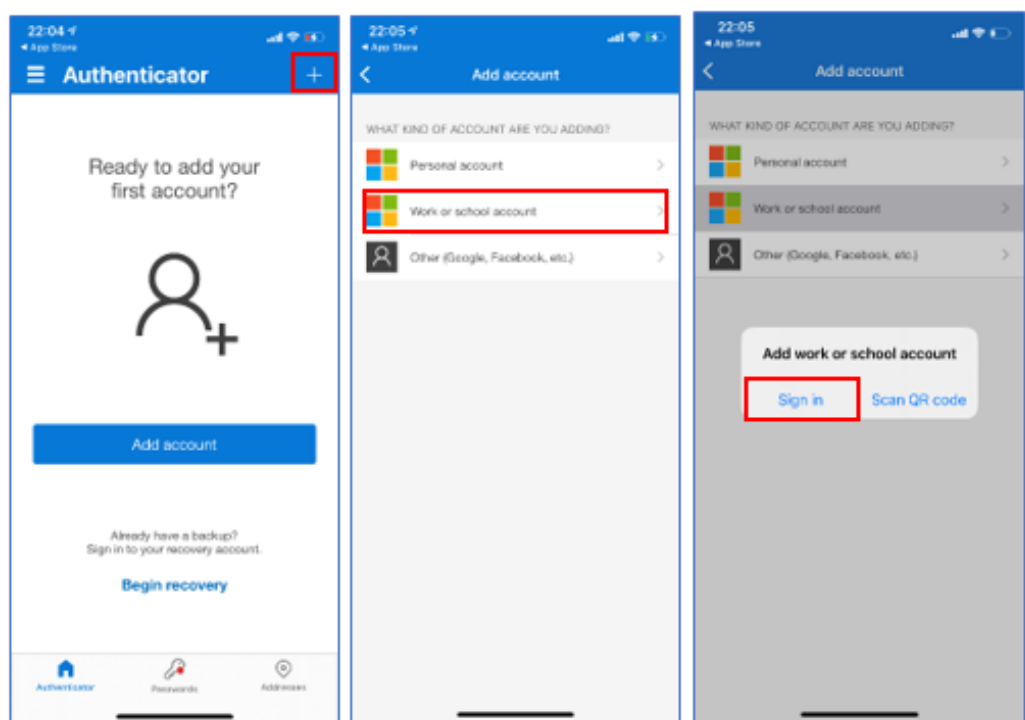 22:04
◀ App Store
Authenticator
Ready to add your
first account?
Add account
Already have a backup?
Sign in to your recovery account.
Begin recovery
Authenticator
Passwords
Addresses
22:05
◀ App Store
Add account
WHAT KIND OF ACCOUNT ARE YOU ADDING?
Personal account
Work or school account
Other (Google, Facebook, etc.)
22:05
◀ App Store
Add account
WHAT KIND OF ACCOUNT ARE YOU ADDING?
Personal account
Work or school account
Other (Google, Facebook, etc.)
Add work or school account
Sign in
Scan QR code